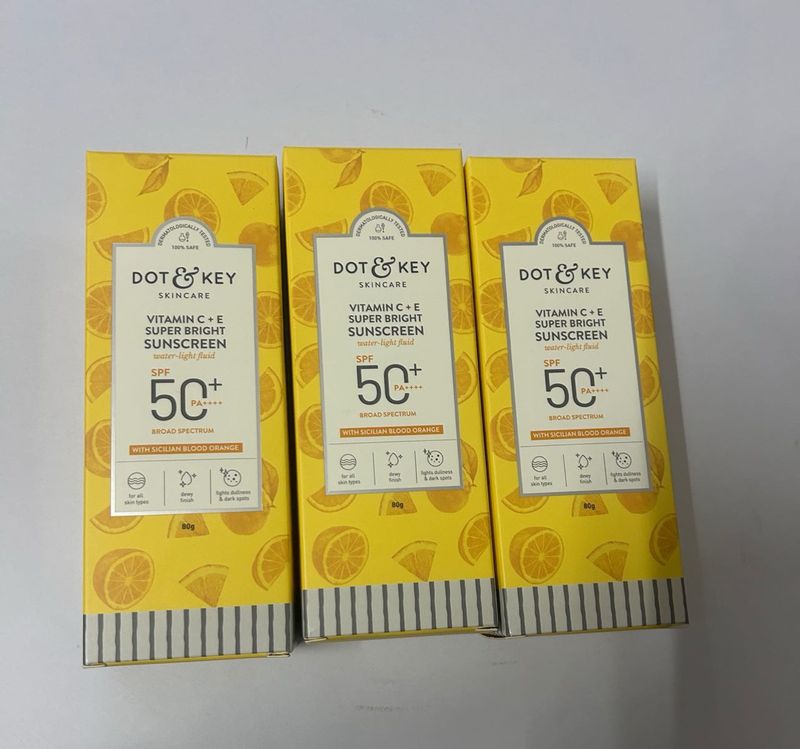 DERMATOLOGICALLY TESTED
100% SAFE
DOT & KEY
SKINCARE
VITAMIN C + E
SUPER BRIGHT
SUNSCREEN
water-light fluid
SPF
50+
PA++++
BROAD SPECTRUM
WITH SICILIAN BLOOD ORANGE
for all
skin types
dewy
finish
fights dullness
& dark spots
80g
DERMATOLOGICALLY TESTED
100% SAFE
DOT & KEY
SKINCARE
VITAMIN C + E
SUPER BRIGHT
SUNSCREEN
water-light fluid
SPF
50+
PA++++
BROAD SPECTRUM
WITH SICILIAN BLOOD ORANGE
for all
skin types
dewy
finish
fights dullness
& dark spots
80g
DERMATOLOGICALLY TESTED
100% SAFE
DOT & KEY
SKINCARE
VITAMIN C + E
SUPER BRIGHT
SUNSCREEN
water-light fluid
SPF
50+
PA++++
BROAD SPECTRUM
WITH SICILIAN BLOOD ORANGE
for all
skin types
dewy
finish
fights dullness
& dark spots
80g